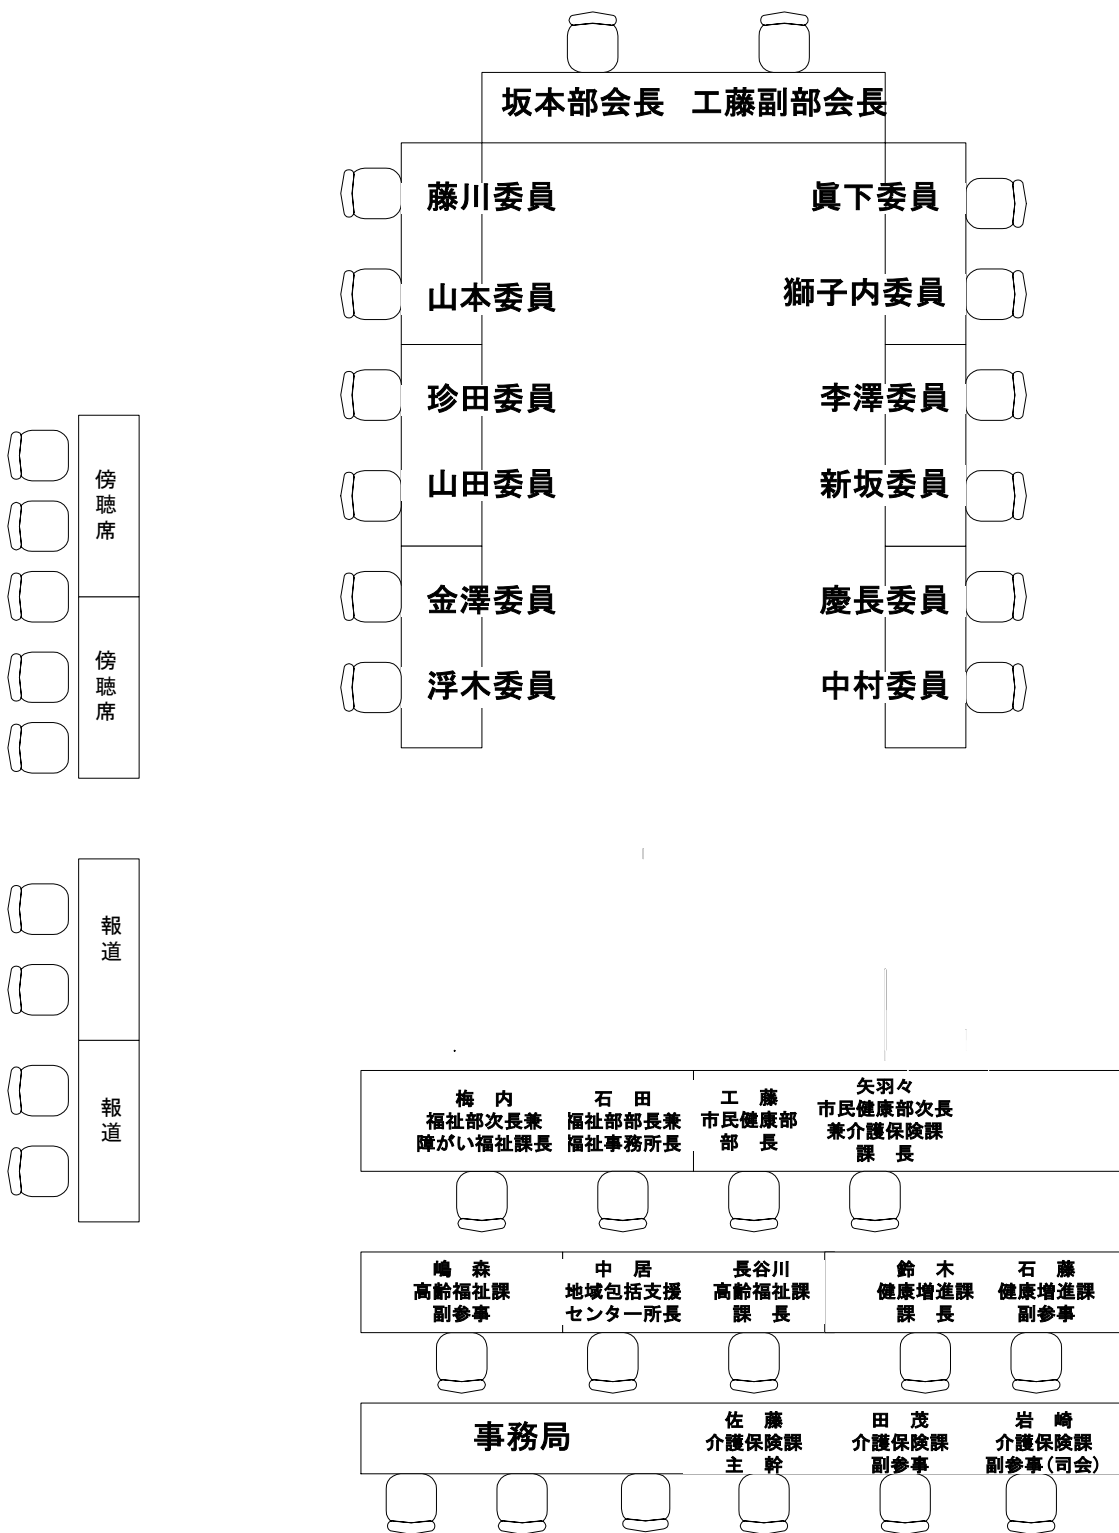 坂本部会長　工藤副部会長
藤川委員
眞下委員
山本委員
獅子内委員
珍田委員
李澤委員
山田委員
新坂委員
金澤委員
慶長委員
浮木委員
中村委員
傍聴席
傍聴席
報道
報道
梅　内
福祉部次長兼
障がい福祉課長
石　田
福祉部部長兼
福祉事務所長
工　藤
市民健康部
部　長
矢羽々
市民健康部次長
兼介護保険課
課　長
嶋　森
高齢福祉課
副参事
中　居
地域包括支援
センター所長
長谷川
高齢福祉課
課　長
鈴　木
健康増進課
課　長
石　藤
健康増進課
副参事
事務局
佐　藤
介護保険課
主　幹
田　茂
介護保険課
副参事
岩　崎
介護保険課
副参事（司会）